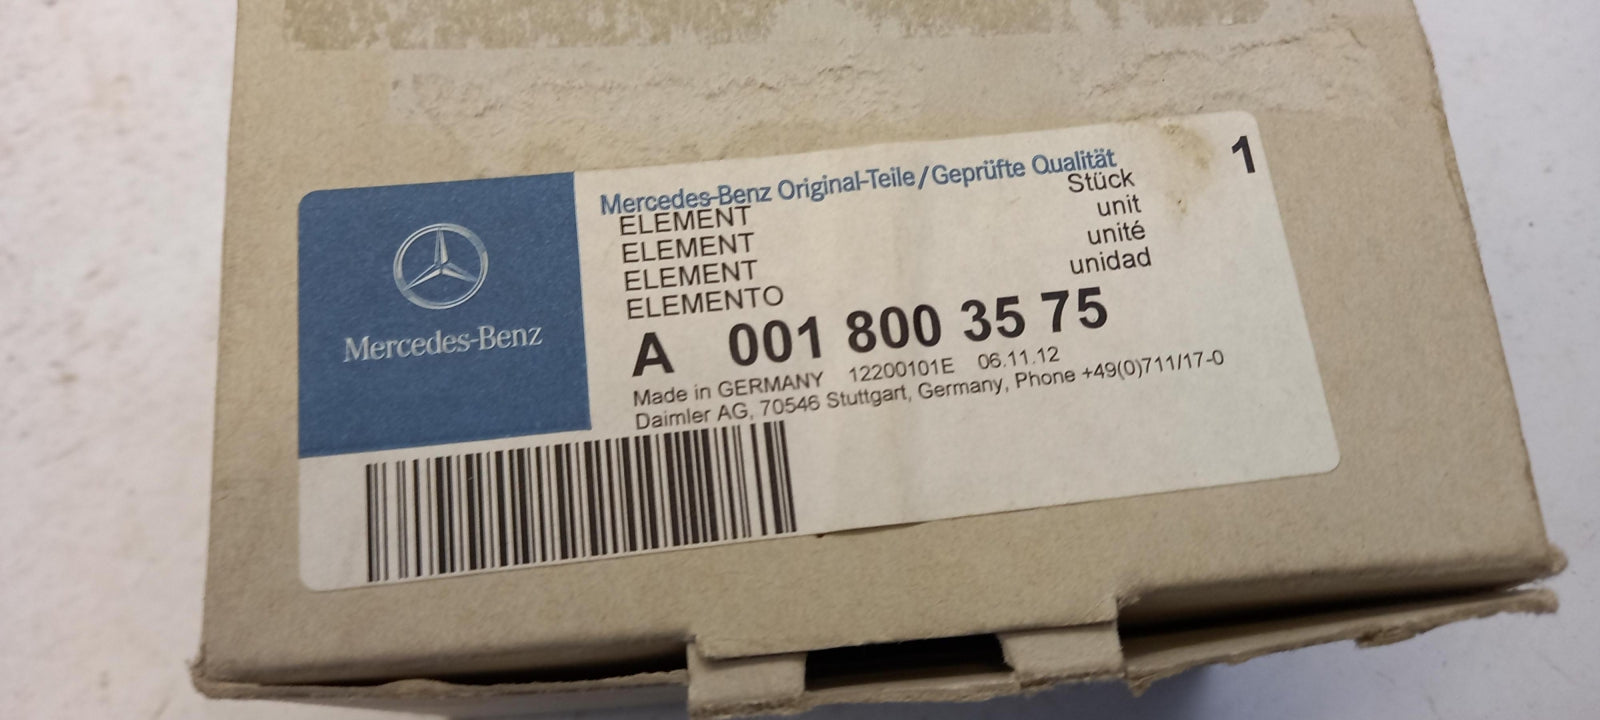 Mercedes-Benz
Mercedes-Benz Original-Teile/Geprüfte Qualität
1
ELEMENT Stück
ELEMENT unit
ELEMENT unité
ELEMENTO unidad
A 001 800 35 75
Made in GERMANY 12200101E 06.11.12
Daimler AG, 70546 Stuttgart, Germany, Phone +49(0)711/17-0